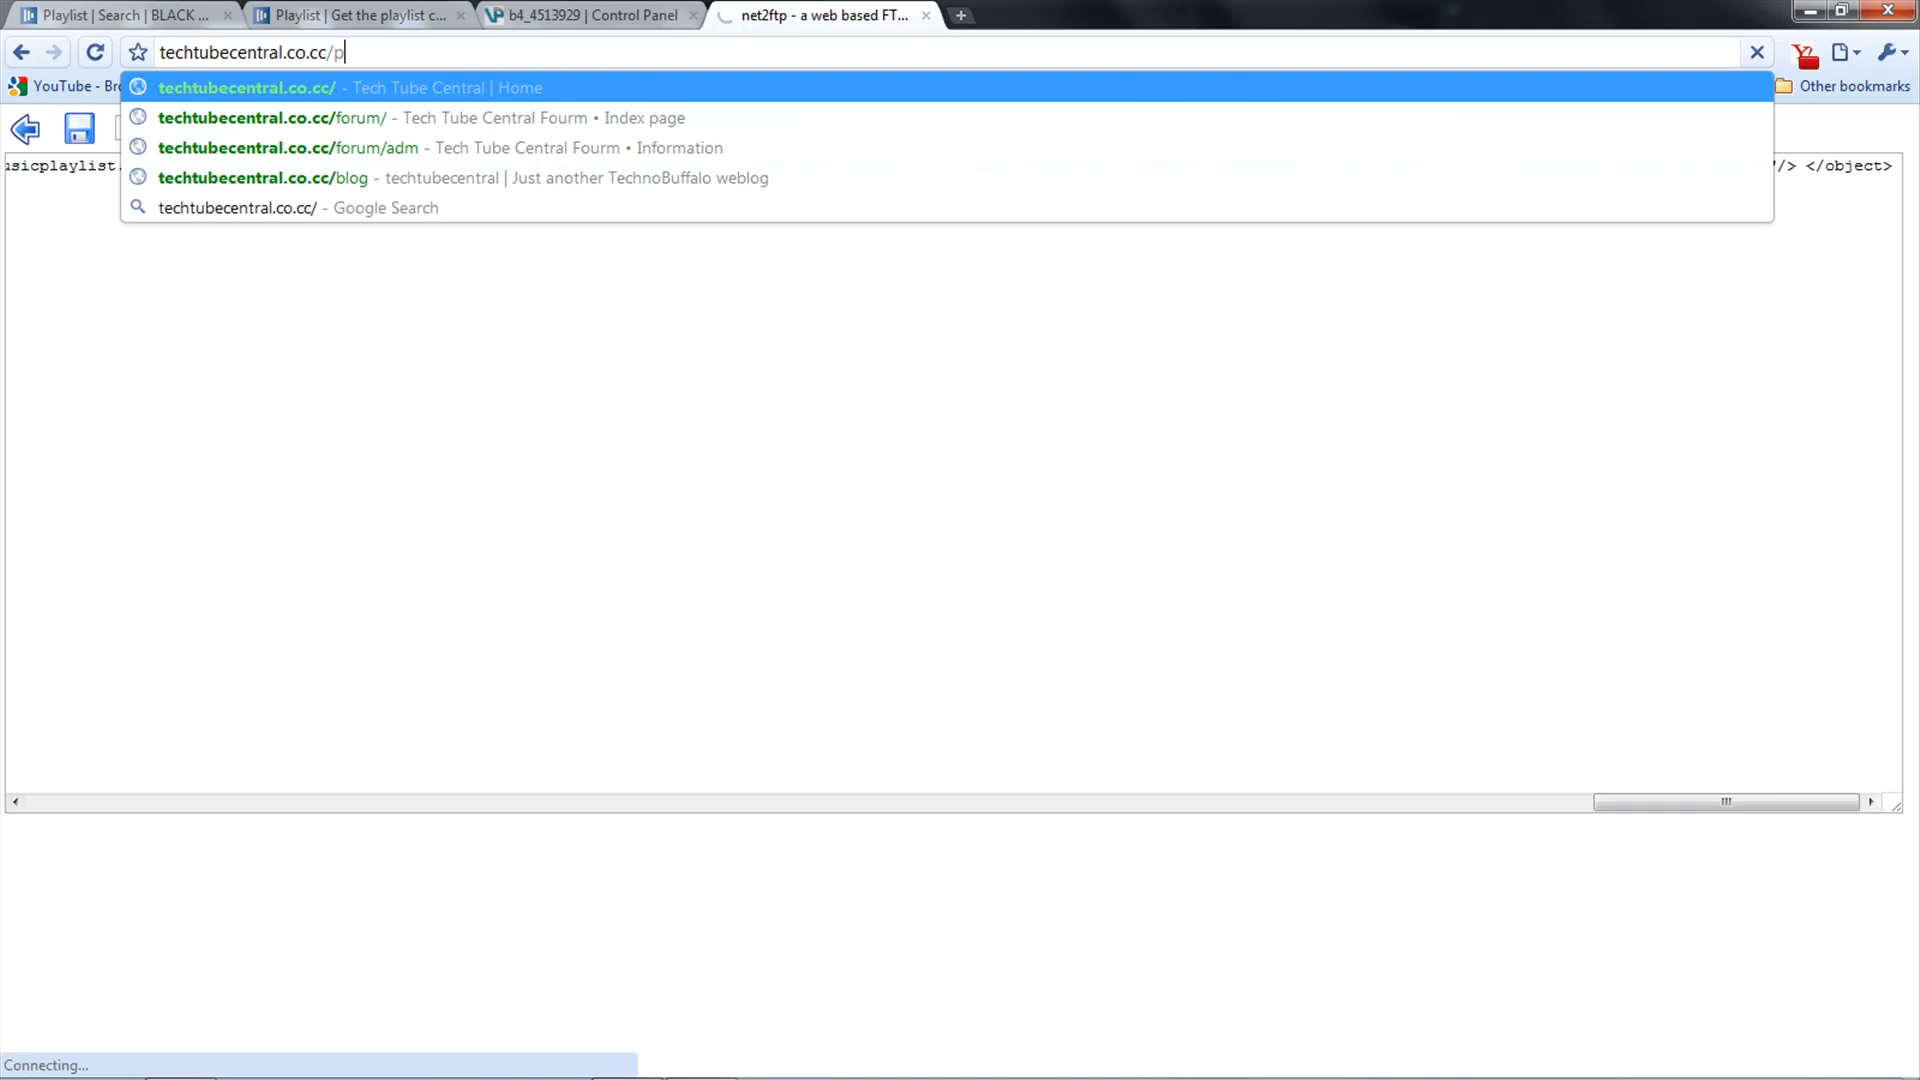 Playlist | Search | BLACK ...
Playlist | Get the playlist c...
b4_4513929 | Control Panel
net2ftp - a web based FT...
techtubecentral.co.cc/p
YouTube - Br
techtubecentral.co.cc/ - Tech Tube Central | Home
Other bookmarks
techtubecentral.co.cc/forum/ - Tech Tube Central Fourm • Index page
techtubecentral.co.cc/forum/adm - Tech Tube Central Fourm • Information
usicplaylist.
"/> </object>
techtubecentral.co.cc/blog - techtubecentral | Just another TechnoBuffalo weblog
techtubecentral.co.cc/ - Google Search
Connecting...